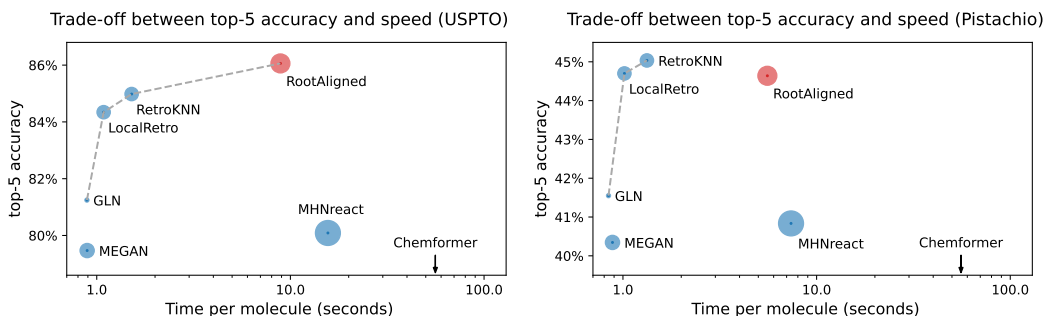 Trade-off between top-5 accuracy and speed (USPTO)
top-5 accuracy
86%
84%
82%
80%
RootAligned
RetroKNN
LocalRetro
GLN
MHNreact
MEGAN
Chemformer
1.0
10.0
100.0
Time per molecule (seconds)
Trade-off between top-5 accuracy and speed (Pistachio)
top-5 accuracy
45%
44%
43%
42%
41%
40%
RetroKNN
LocalRetro
RootAligned
GLN
MEGAN
MHNreact
Chemformer
1.0
10.0
100.0
Time per molecule (seconds)